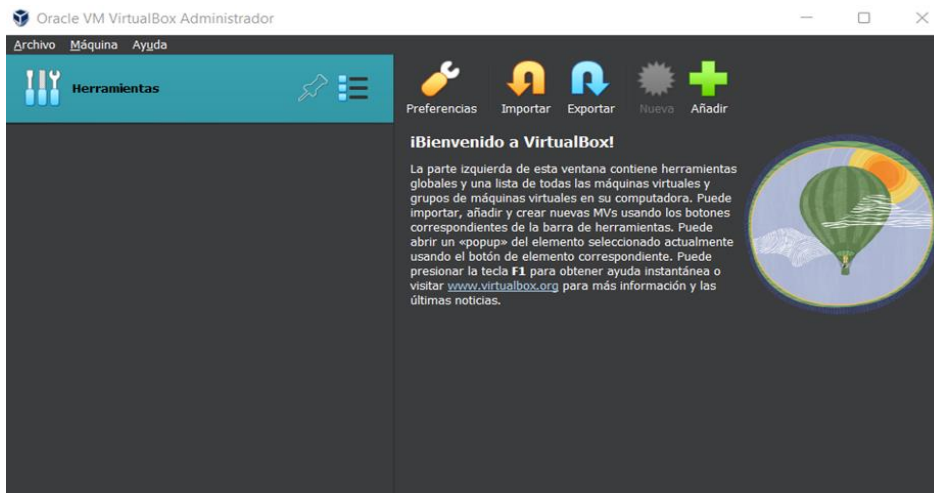 Oracle VM VirtualBox Administrador
Archivo Máquina Ayuda
Herramientas
Preferencias Importar Exportar Nueva Añadir
¡Bienvenido a VirtualBox!
La parte izquierda de esta ventana contiene herramientas
globales y una lista de todas las máquinas virtuales y
grupos de máquinas virtuales en su computadora. Puede
importar, añadir y crear nuevas MVs usando los botones
correspondientes de la barra de herramientas. Puede
abrir un «popup» del elemento seleccionado actualmente
usando el botón de elemento correspondiente. Puede
presionar la tecla F1 para obtener ayuda instantánea o
visitar www.virtualbox.org para más información y las
últimas noticias.